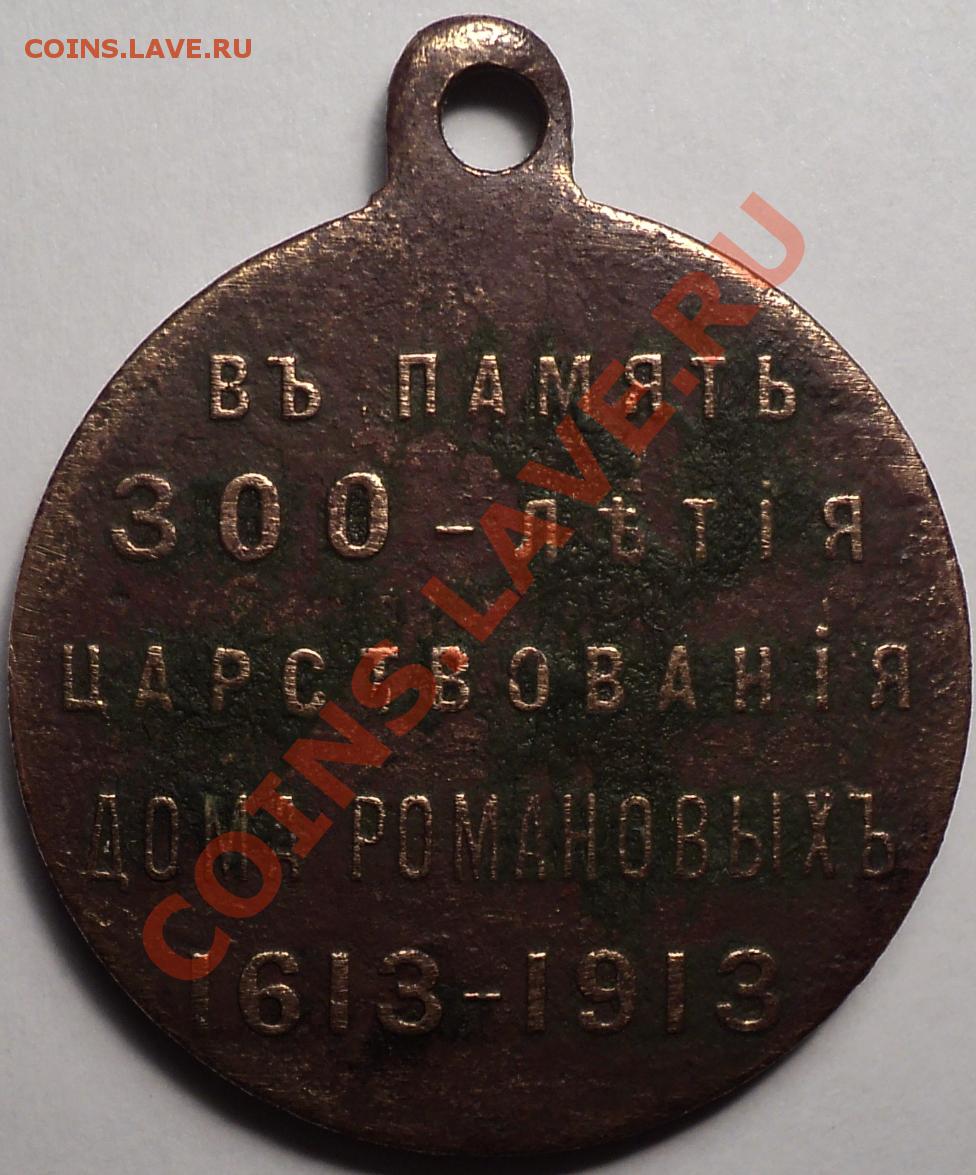 COINS.LAVE.RU
ВЪ ПАМЯТЬ
300-ЛѢТІЯ
ЦАРСТВОВАНІЯ
ДОМА РОМАНОВЫХЪ
1613-1913
COINS.LAVE.RU